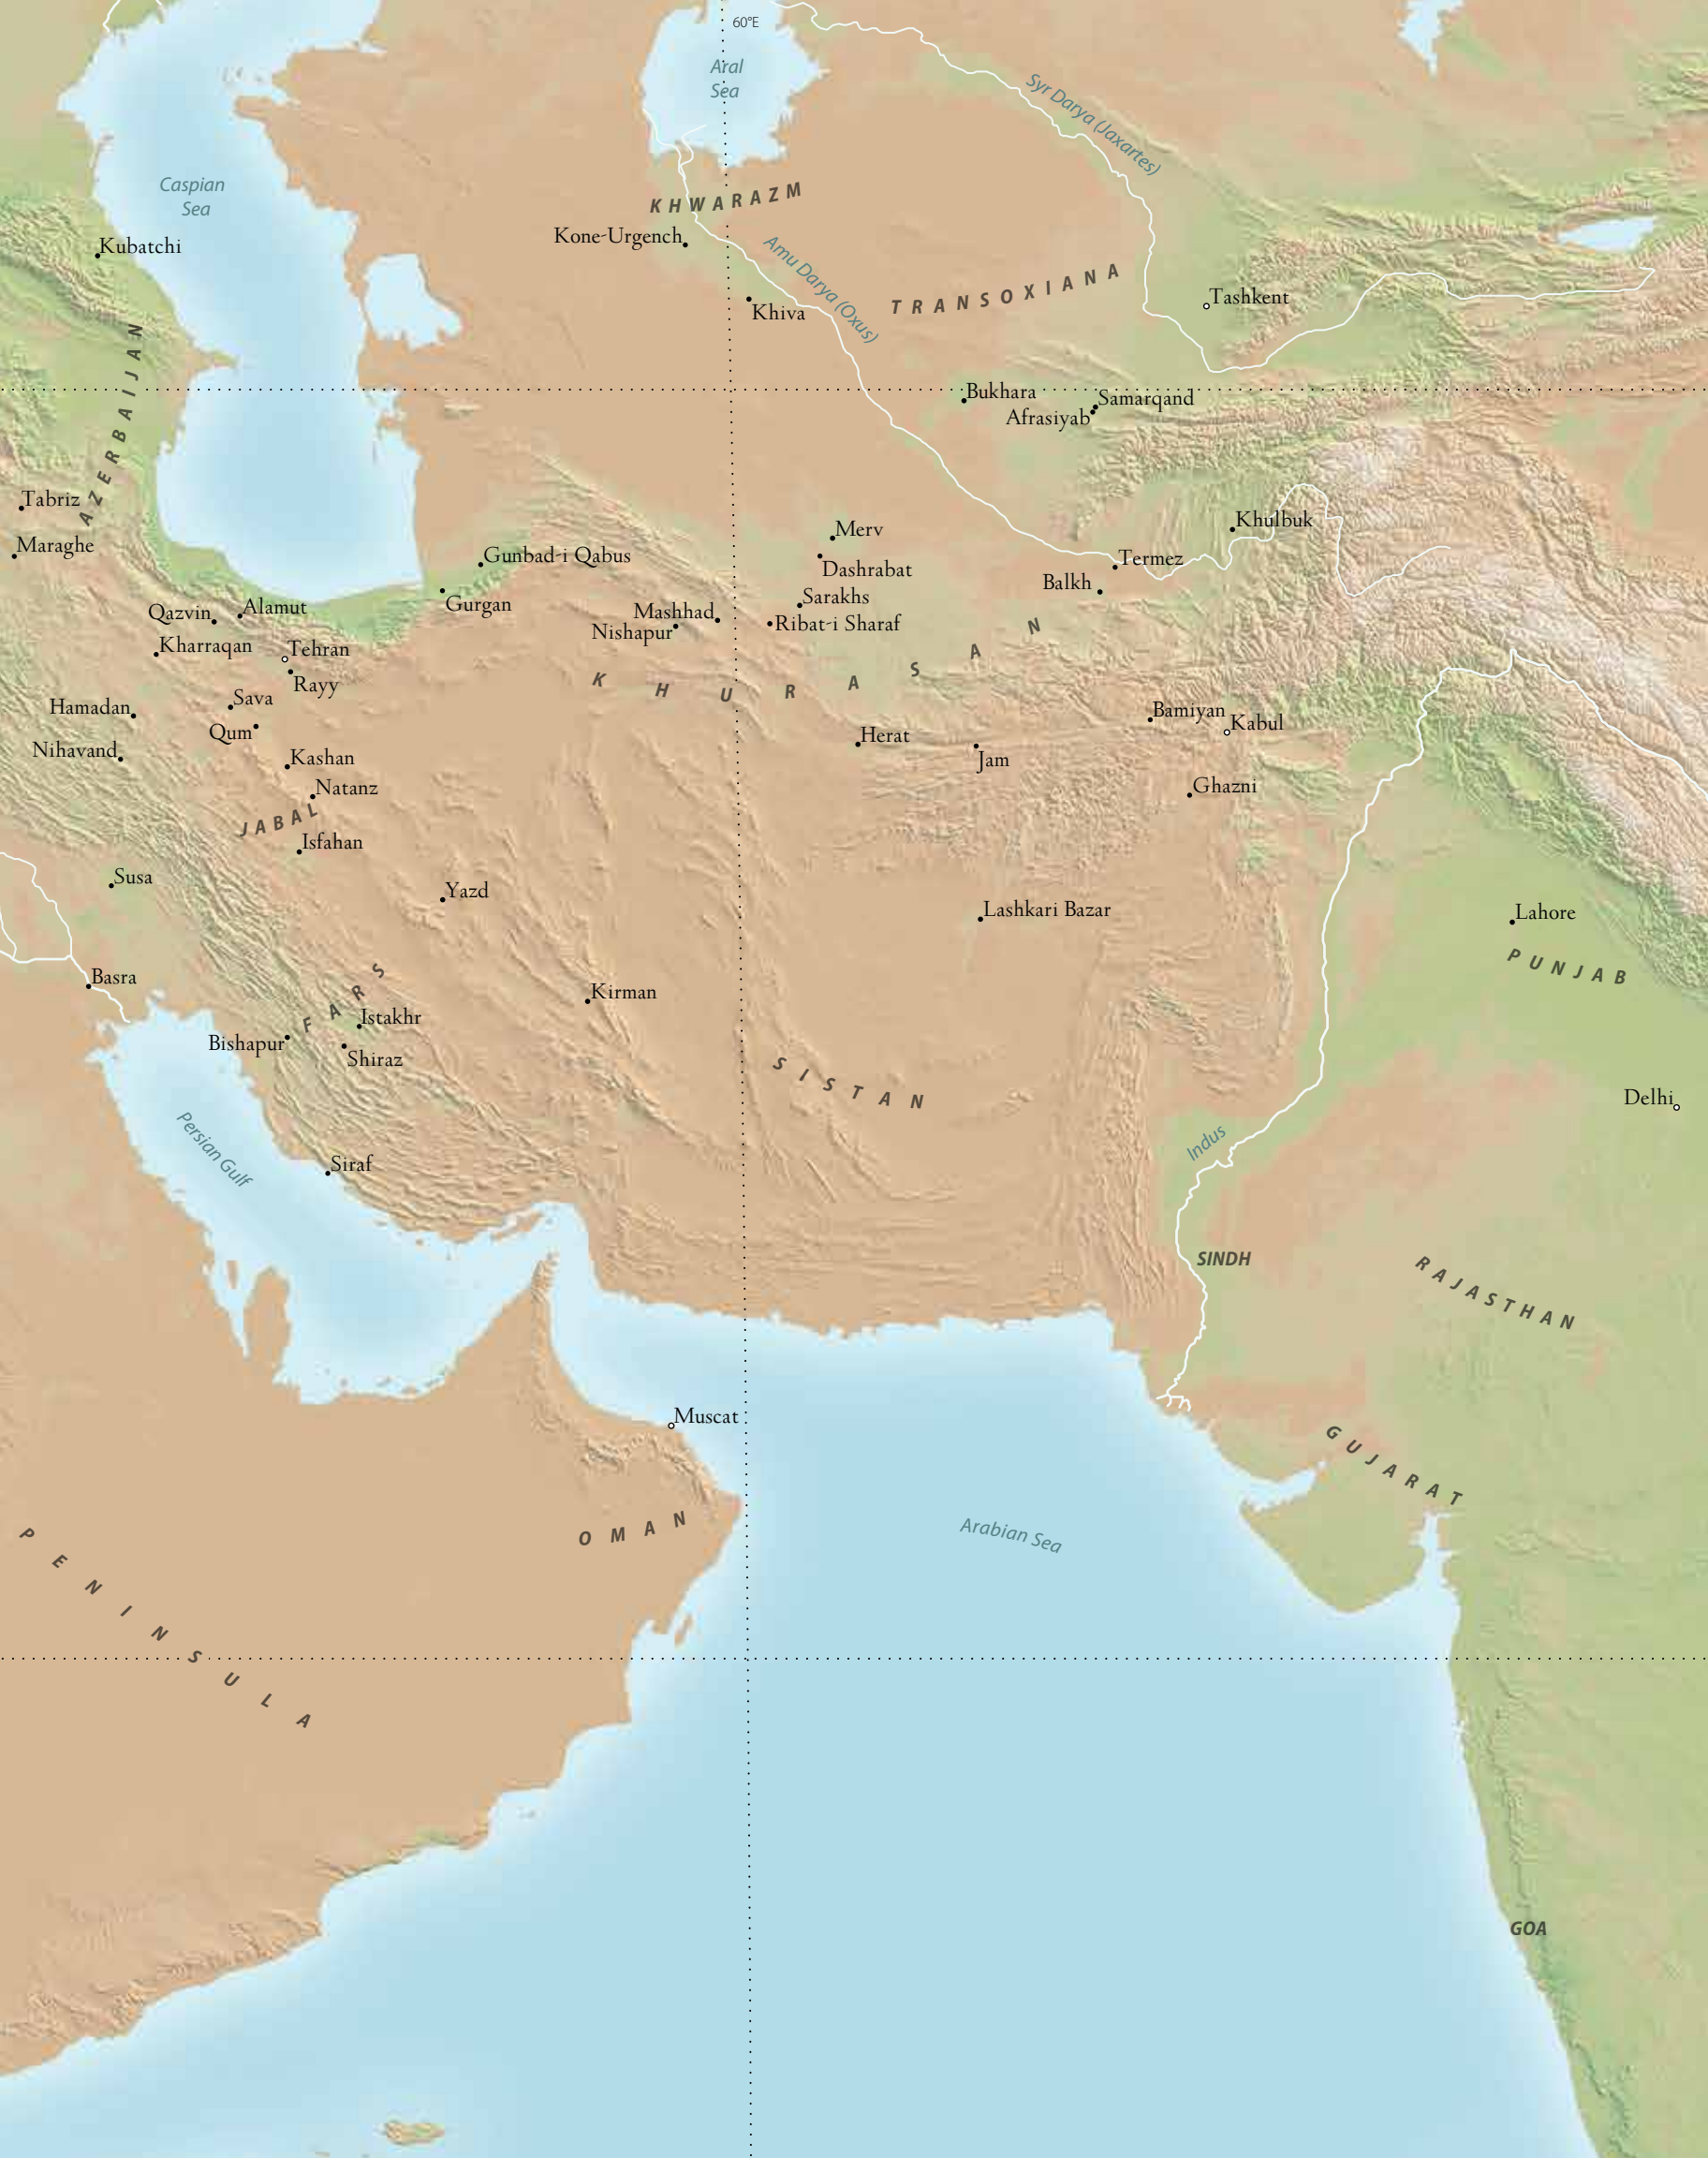 60°E
Aral
Sea
Syr Darya (Jaxartes)
Caspian
Sea
KHWARAZM
Kone-Urgench
Kubatchi
Amu Darya (Oxus)
TRANSOXIANA
Tashkent
Khiva
AZERBAIJAN
Bukhara
Samarqand
Afrasiyab
Tabriz
Khulbuk
Merv
Maraghe
Gunbad-i Qabus
Termez
Dashrabat
Balkh
Sarakhs
Gurgan
Alamut
Qazvin
Mashhad
Ribat-i Sharaf
Nishapur
Kharraqan
Tehran
Rayy
KHURASAN
Sava
Hamadan
Bamiyan
Kabul
Qum
Herat
Nihavand
Kashan
Jam
Natanz
Ghazni
JABAL
Isfahan
Susa
Yazd
Lashkari Bazar
Lahore
PUNJAB
Basra
FARS
Kirman
Istakhr
Bishapur
Shiraz
SISTAN
Delhi
Persian Gulf
Indus
Siraf
SINDH
RAJASTHAN
Muscat
GUJARAT
OMAN
Arabian Sea
PENINSULA
GOA